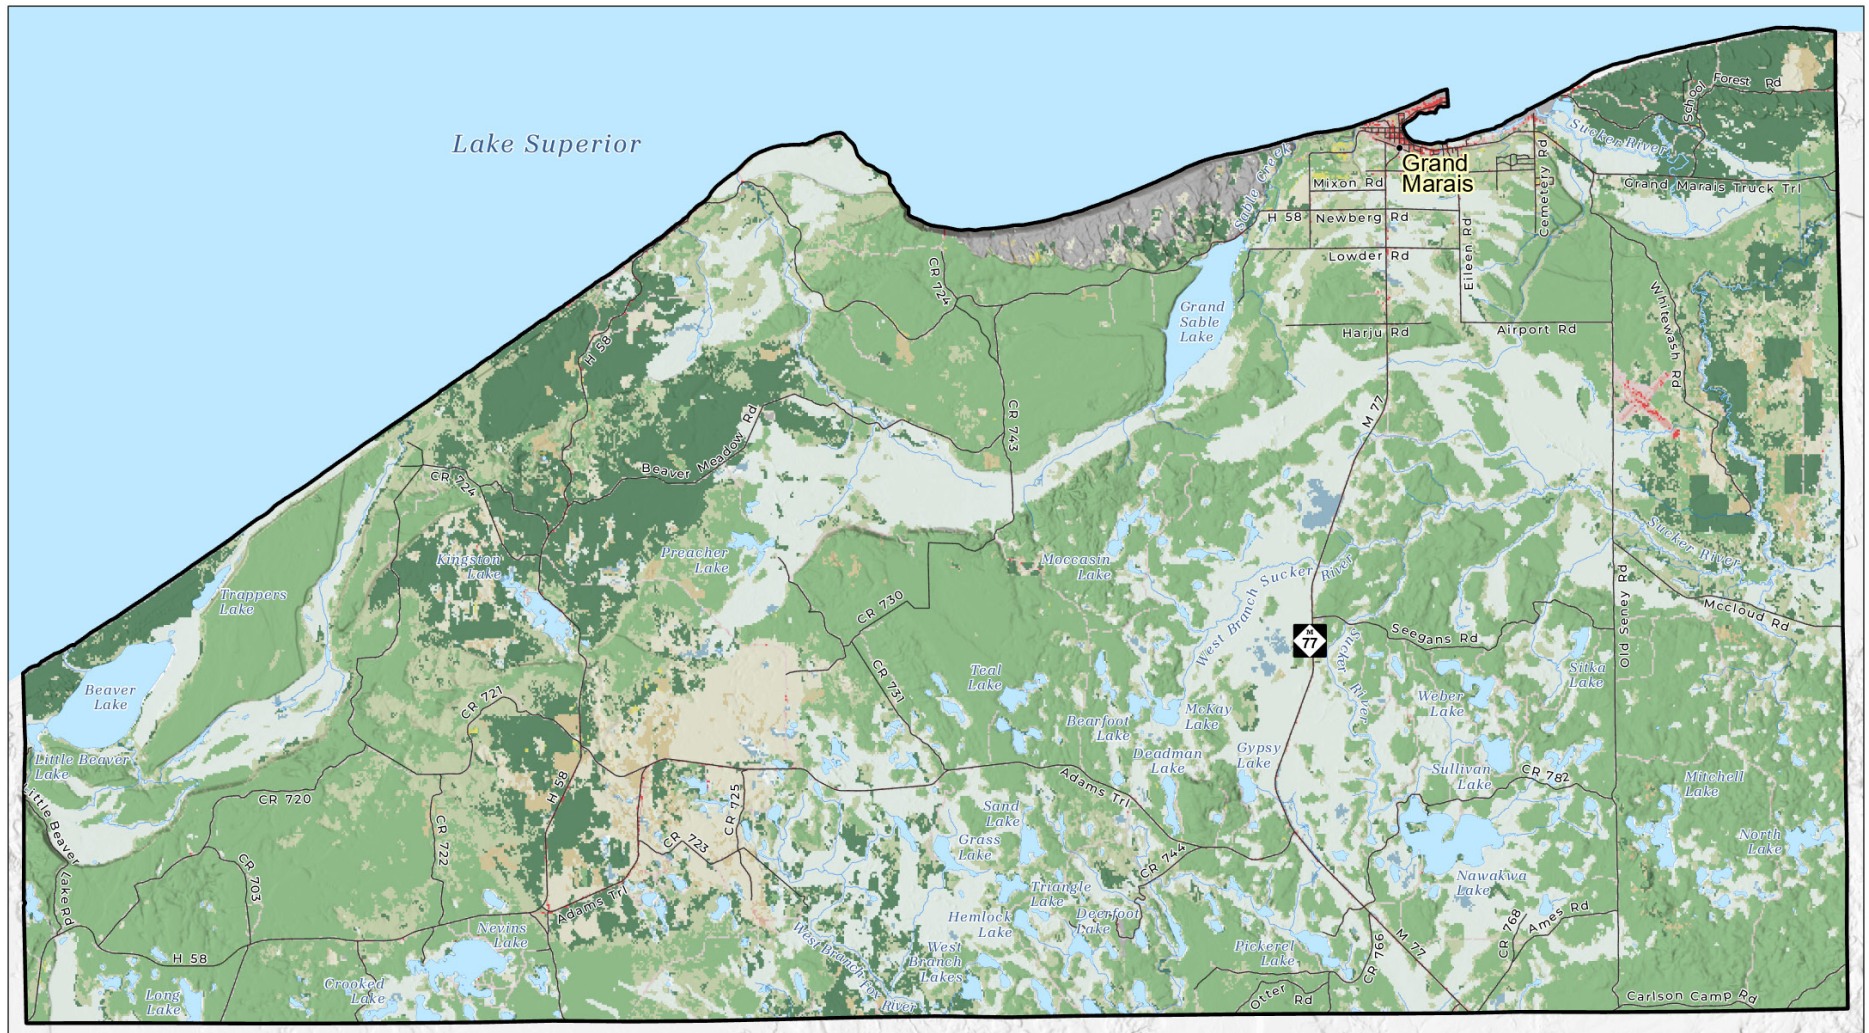 Lake Superior
Forest Rd
School
Sucker River
Grand
Marais
Sable Creek
Mixon Rd
Grand Marais Truck Trl
Cemetery Rd
H 58
Newberg Rd
Eileen Rd
Lowder Rd
CR 724
Whitewash Rd
Grand
Sable
Lake
Harju Rd
Airport Rd
H 58
M 77
CR 743
Beaver Meadow Rd
CR 724
Sucker River
Kingston
Lake
Preacher
Lake
Moccasin
Lake
West Branch Sucker River
Trappers
Lake
CR 730
Old Seney Rd
Mccloud Rd
M
77
Seegans Rd
Sucker River
Beaver
Lake
CR 721
CR 731
Teal
Lake
Sitka
Lake
Weber
Lake
McKay
Lake
Bearfoot
Lake
Deadman
Lake
Gypsy
Lake
Little Beaver
Lake
Little Beaver Lake Rd
H 58
CR 720
CR 725
Adams Trl
Sullivan
Lake
CR 782
Mitchell
Lake
CR 722
CR 723
Sand
Lake
Grass
Lake
North
Lake
CR 744
CR 703
Adams Trl
Triangle
Lake
Nawakwa
Lake
Hemlock
Lake
Deerfoot
Lake
Nevins
Lake
West Branch Fox River
West
Branch
Lakes
Pickerel
Lake
CR 766
M 77
CR 768
Ames Rd
H 58
Crooked
Lake
Long
Lake
Otter
Rd
Carlson Camp Rd